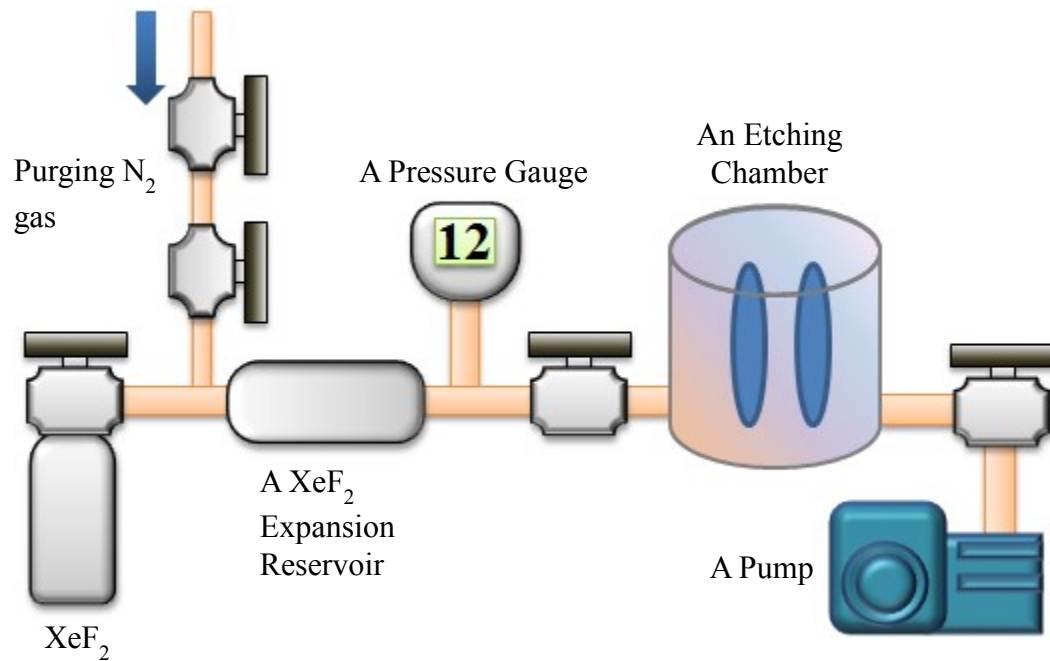 Purging N₂
gas
A Pressure Gauge
12
An Etching
Chamber
A XeF₂
Expansion
Reservoir
XeF₂
A Pump